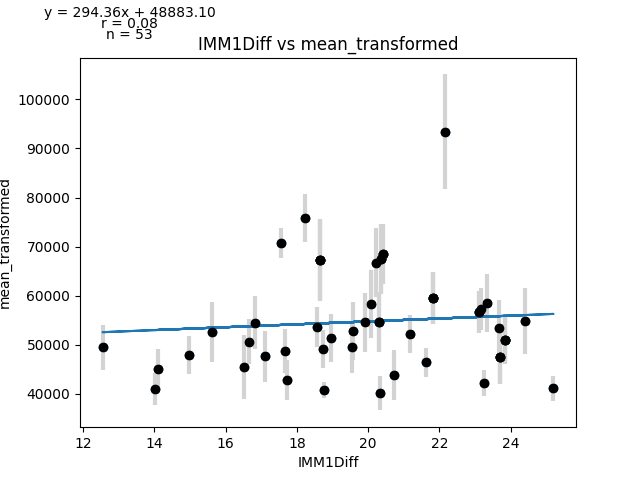 y = 294.36x + 48883.10
r = 0.08
n = 53
IMM1Diff vs mean_transformed
mean_transformed
100000
90000
80000
70000
60000
50000
40000
12 14 16 18 20 22 24
IMM1Diff